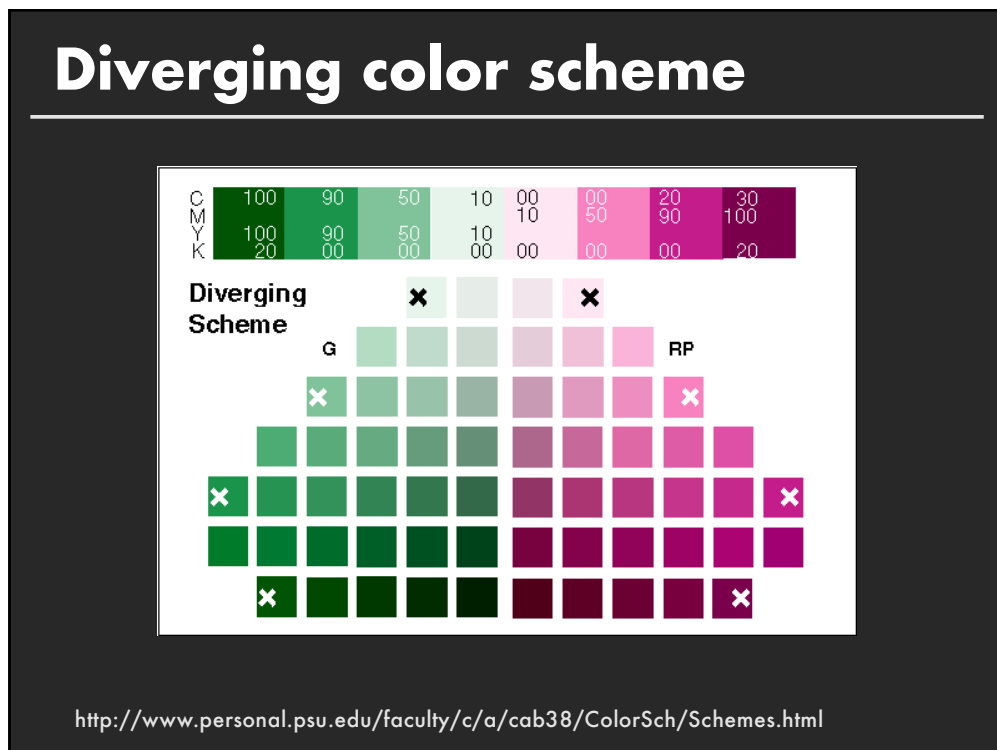 Diverging color scheme
C 100 90 50 10 00 00 20 30
M 10 50 90 100
Y 100 90 50 10
K 20 00 00 00 00 00 00 20
Diverging
Scheme
G RP
http://www.personal.psu.edu/faculty/c/a/cab38/ColorSch/Schemes.html